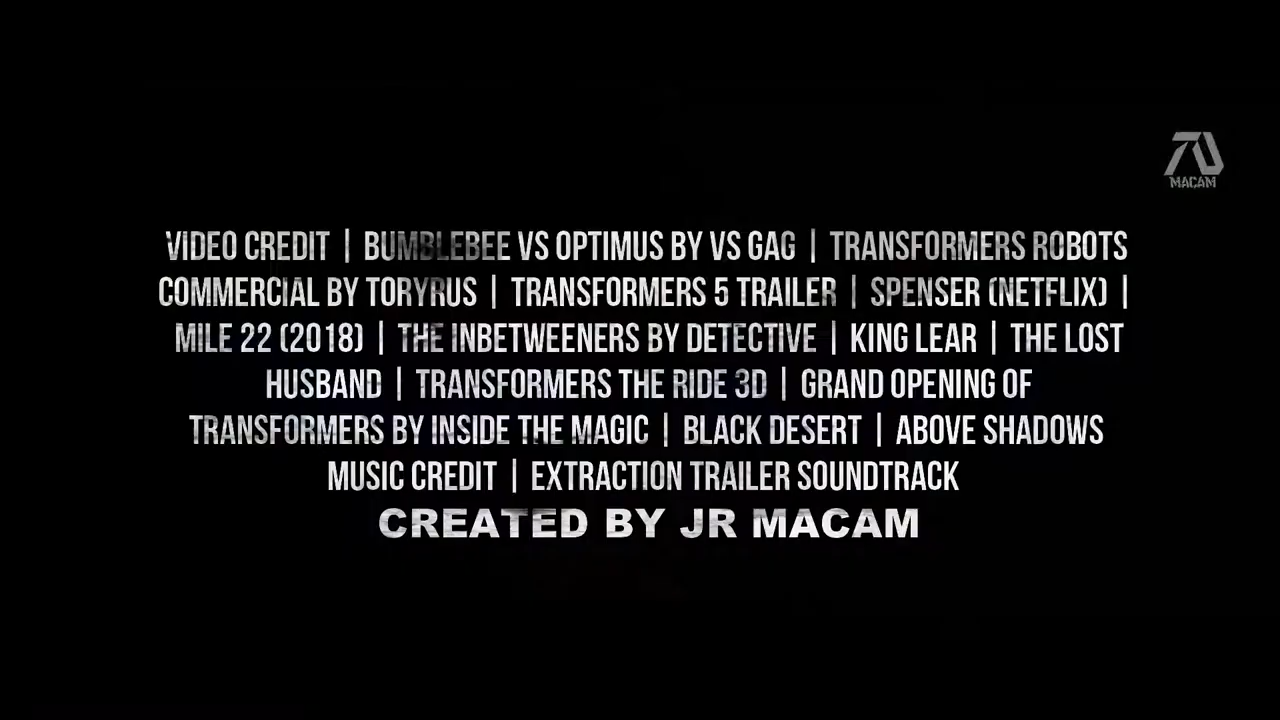 MACAM
VIDEO CREDIT | BUMBLEBEE VS OPTIMUS BY VS GAG | TRANSFORMERS ROBOTS
COMMERCIAL BY TORYRUS | TRANSFORMERS 5 TRAILER | SPENSER (NETFLIX) |
MILE 22 (2018) | THE INBETWEENERS BY DETECTIVE | KING LEAR | THE LOST
HUSBAND | TRANSFORMERS THE RIDE 3D | GRAND OPENING OF
TRANSFORMERS BY INSIDE THE MAGIC | BLACK DESERT | ABOVE SHADOWS
MUSIC CREDIT | EXTRACTION TRAILER SOUNDTRACK
CREATED BY JR MACAM